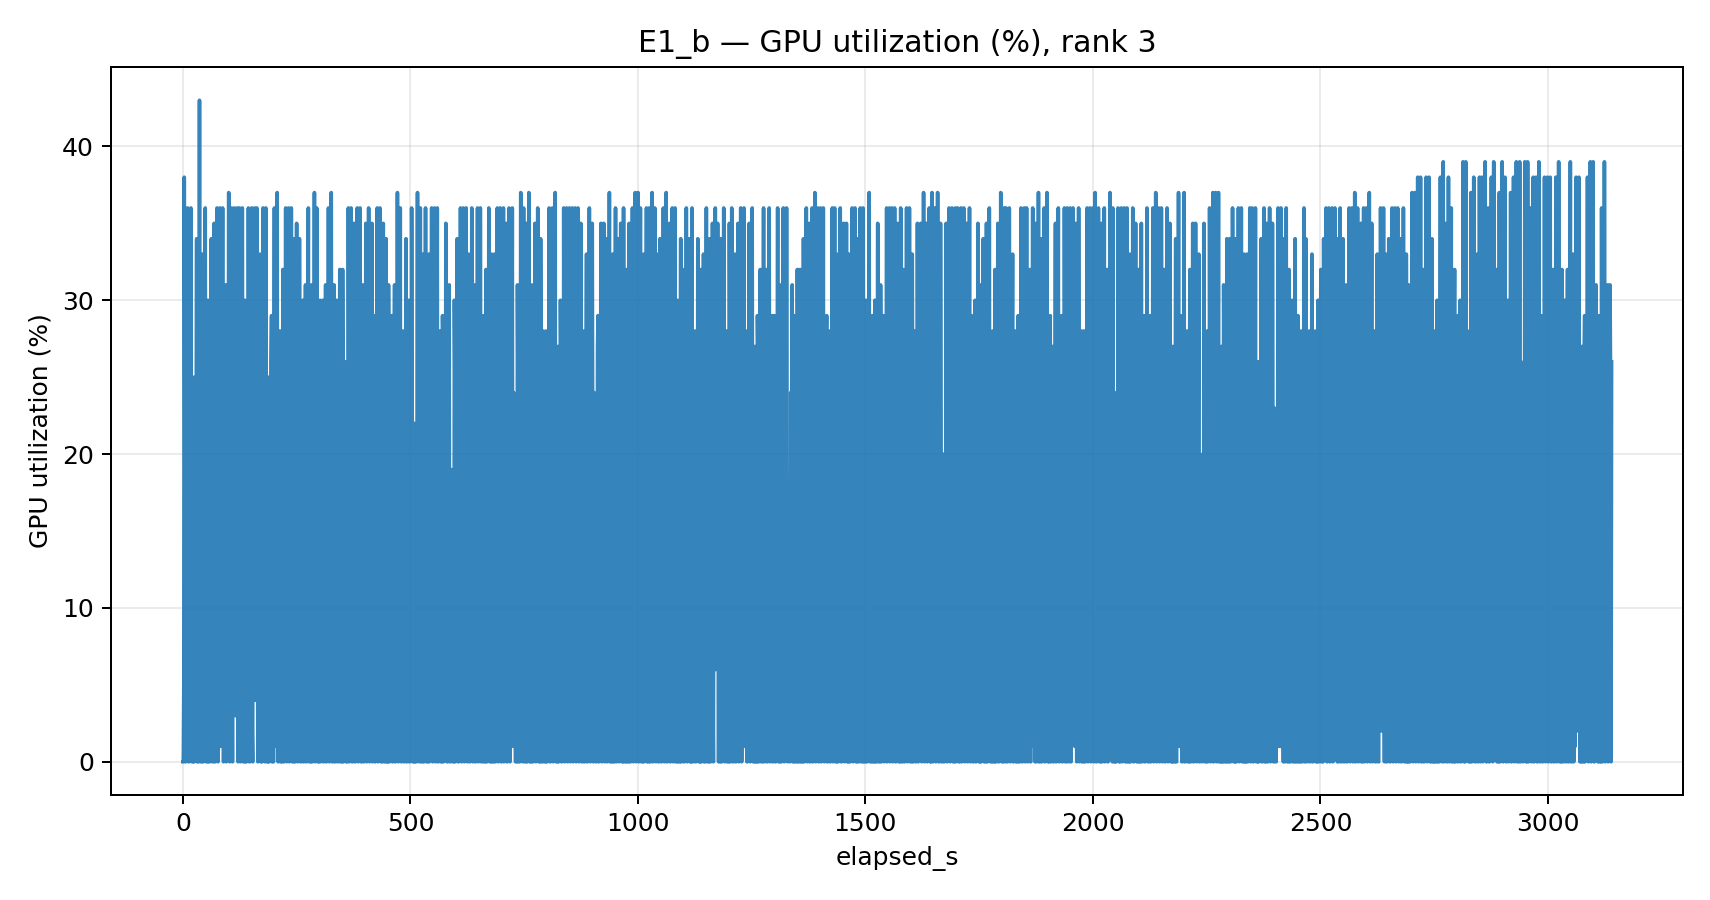 E1_b — GPU utilization (%), rank 3
GPU utilization (%)
40
30
20
10
0
0 500 1000 1500 2000 2500 3000
elapsed_s